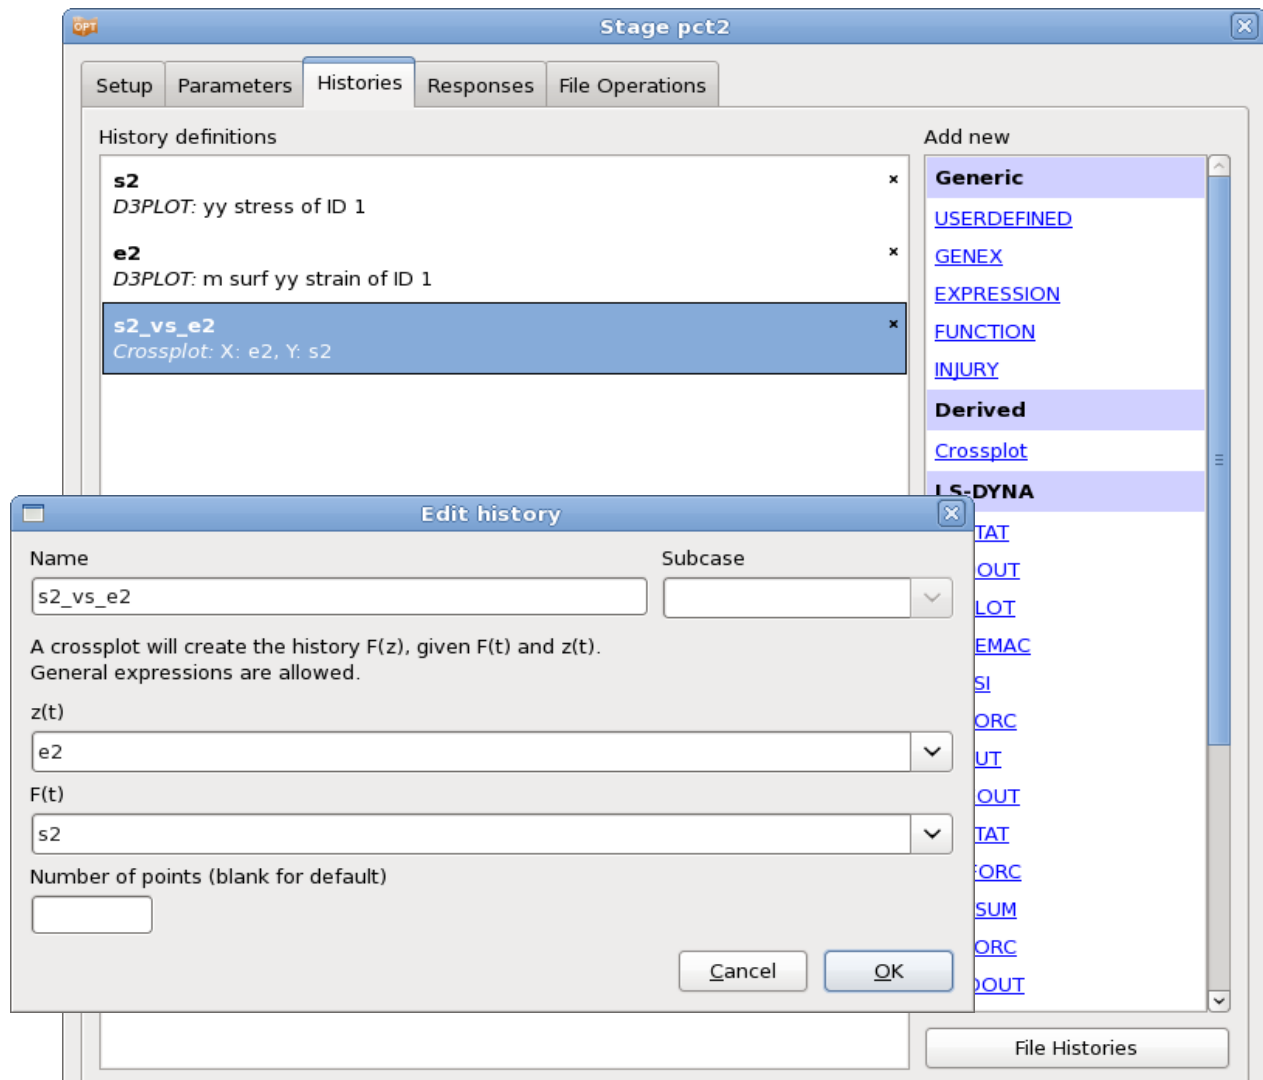 OPT
Stage pct2
Setup
Parameters
Histories
Responses
File Operations
History definitions
s2
D3PLOT: yy stress of ID 1
e2
D3PLOT: m surf yy strain of ID 1
s2_vs_e2
Crossplot: X: e2, Y: s2
Add new
Generic
USERDEFINED
GENEX
EXPRESSION
FUNCTION
INJURY
Derived
Crossplot
LS-DYNA
TAT
OUT
LOT
EMAC
SI
ORC
UT
OUT
TAT
FORC
SUM
ORC
OUT
File Histories
Edit history
Name
Subcase
s2_vs_e2
A crossplot will create the history F(z), given F(t) and z(t).
General expressions are allowed.
z(t)
e2
F(t)
s2
Number of points (blank for default)
Cancel
OK